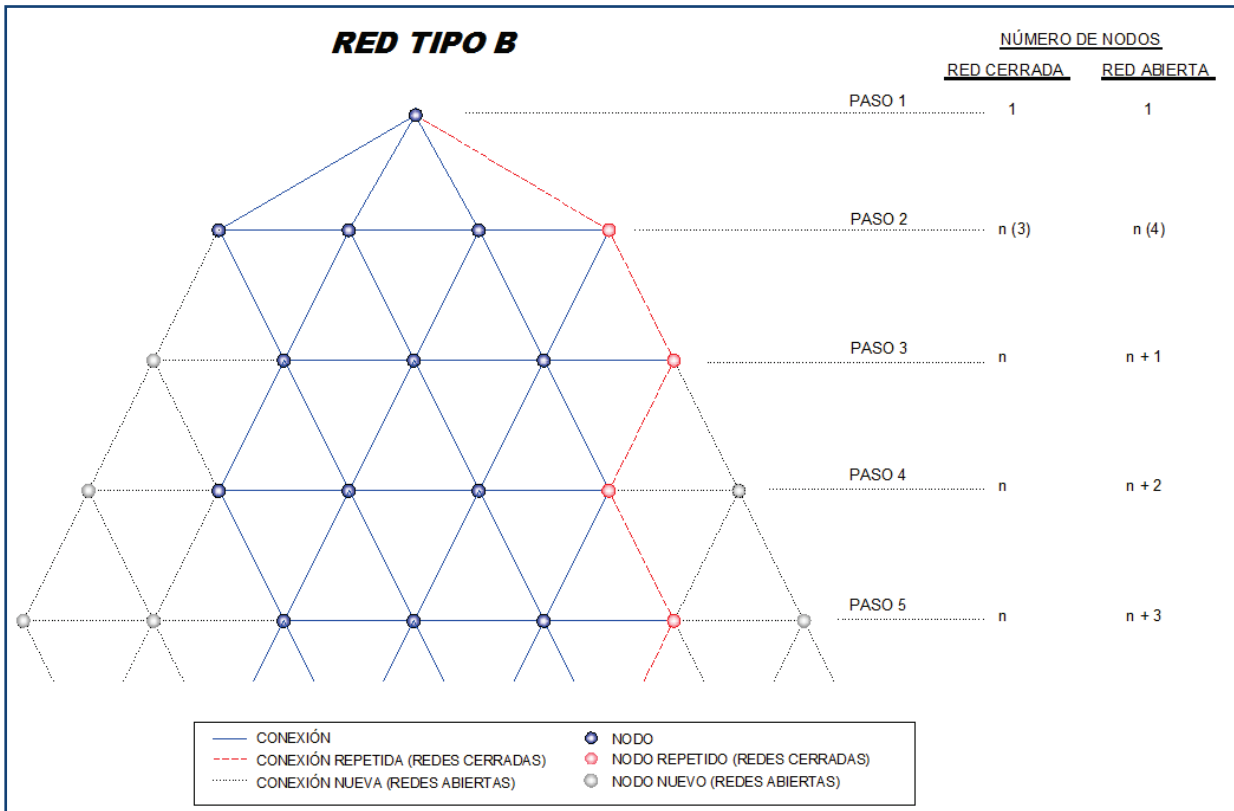 RED TIPO B
NÚMERO DE NODOS
RED CERRADA RED ABIERTA
PASO 1 1 1
PASO 2 n (3) n (4)
PASO 3 n n + 1
PASO 4 n n + 2
PASO 5 n n + 3
CONEXIÓN
CONEXIÓN REPETIDA (REDES CERRADAS)
CONEXIÓN NUEVA (REDES ABIERTAS)
NODO
NODO REPETIDO (REDES CERRADAS)
NODO NUEVO (REDES ABIERTAS)